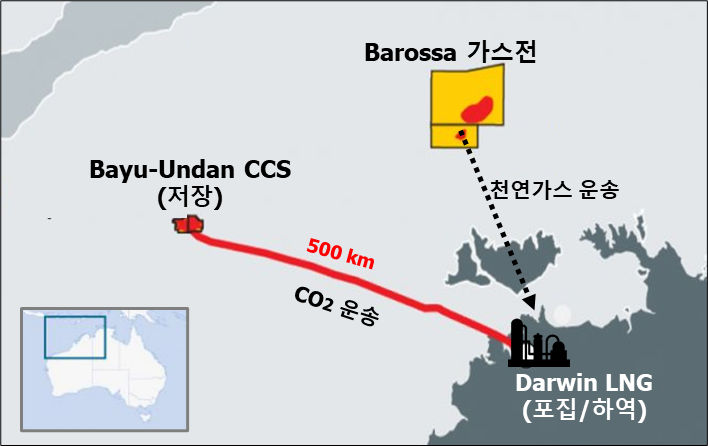 Barossa 가스전
Bayu-Undan CCS
(저장)
천연가스 운송
500 km
CO₂ 운송
Darwin LNG
(포집/하역)